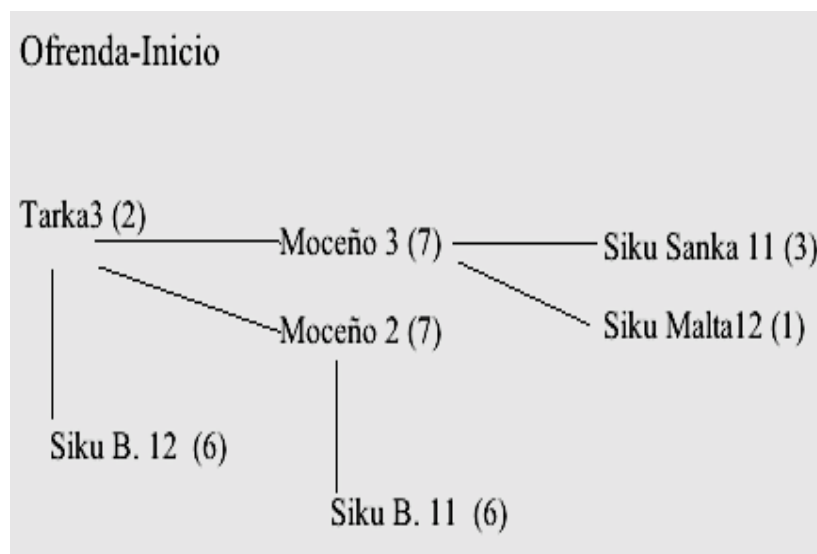 Ofrenda-Inicio
Tarka3 (2)
Moceño 3 (7)
Siku Sanka 11 (3)
Moceño 2 (7)
Siku Malta12 (1)
Siku B. 12 (6)
Siku B. 11 (6)